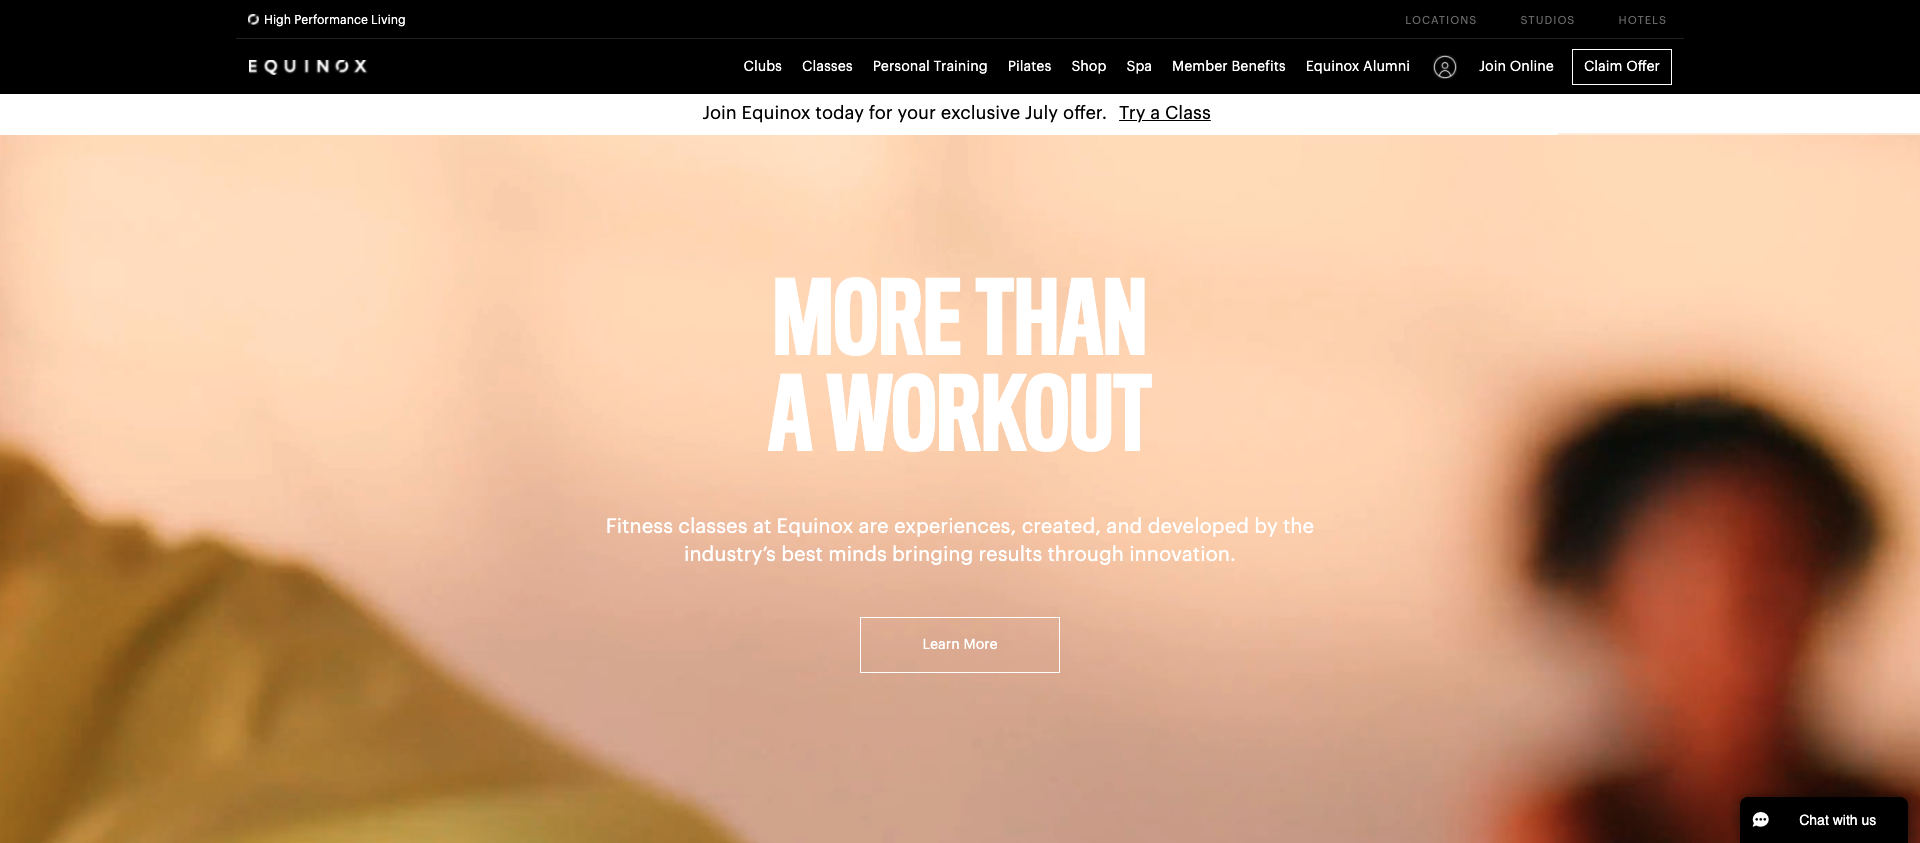 High Performance Living
LOCATIONS STUDIOS HOTELS
EQUINOX
Clubs Classes Personal Training Pilates Shop Spa Member Benefits Equinox Alumni Join Online Claim Offer
Join Equinox today for your exclusive July offer. Try a Class
MORE THAN
A WORKOUT
Fitness classes at Equinox are experiences, created, and developed by the
industry’s best minds bringing results through innovation.
Learn More
Chat with us